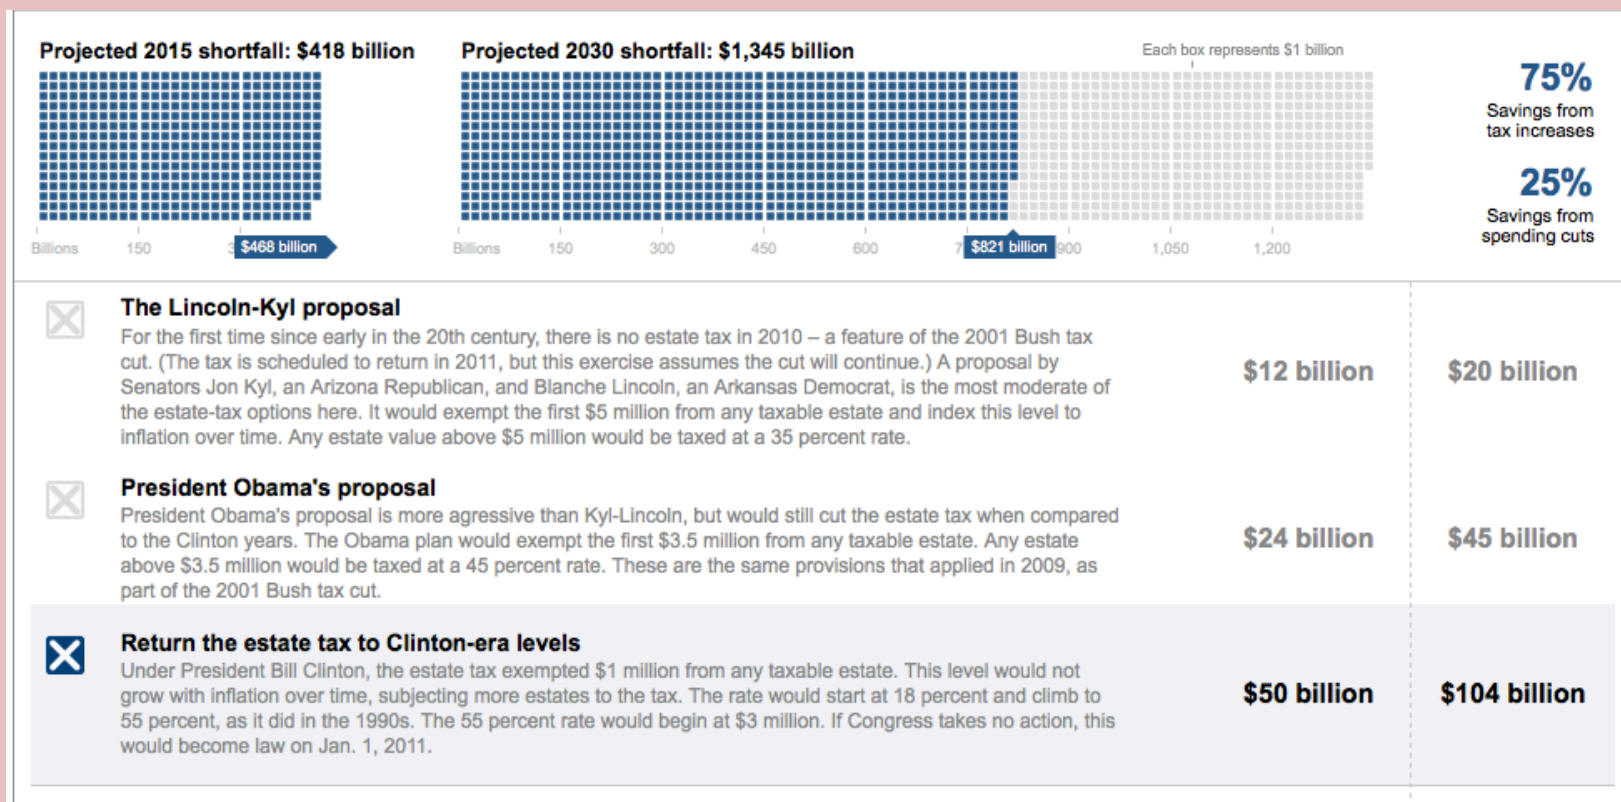 Projected 2015 shortfall: $418 billion
Projected 2030 shortfall: $1,345 billion
Each box represents $1 billion
75%
Savings from
tax increases
25%
Savings from
spending cuts
Billions 150 3 $468 billion
Billions 150 300 450 600 7 $821 billion 900 1,050 1,200
The Lincoln-Kyl proposal
For the first time since early in the 20th century, there is no estate tax in 2010 – a feature of the 2001 Bush tax
cut. (The tax is scheduled to return in 2011, but this exercise assumes the cut will continue.) A proposal by
Senators Jon Kyl, an Arizona Republican, and Blanche Lincoln, an Arkansas Democrat, is the most moderate of
the estate-tax options here. It would exempt the first $5 million from any taxable estate and index this level to
inflation over time. Any estate value above $5 million would be taxed at a 35 percent rate.
$12 billion
$20 billion
President Obama's proposal
President Obama's proposal is more agressive than Kyl-Lincoln, but would still cut the estate tax when compared
to the Clinton years. The Obama plan would exempt the first $3.5 million from any taxable estate. Any estate
above $3.5 million would be taxed at a 45 percent rate. These are the same provisions that applied in 2009, as
part of the 2001 Bush tax cut.
$24 billion
$45 billion
Return the estate tax to Clinton-era levels
Under President Bill Clinton, the estate tax exempted $1 million from any taxable estate. This level would not
grow with inflation over time, subjecting more estates to the tax. The rate would start at 18 percent and climb to
55 percent, as it did in the 1990s. The 55 percent rate would begin at $3 million. If Congress takes no action, this
would become law on Jan. 1, 2011.
$50 billion
$104 billion